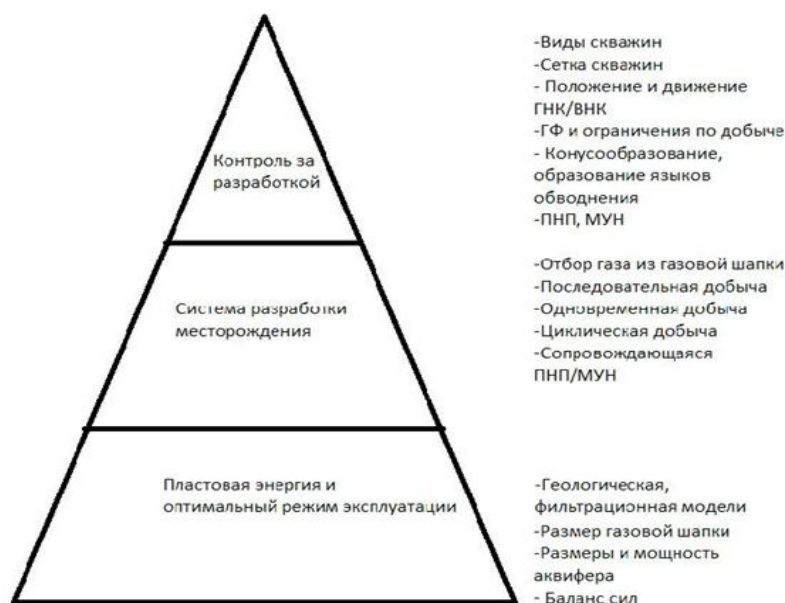 -Виды скважин
-Сетка скважин
- Положение и движение
ГНК/ВНК
-ГФ и ограничения по добыче
- Конусообразование,
образование языков
обводнения
-ПНП, МУН
Контроль за
разработкой
-Отбор газа из газовой шапки
-Последовательная добыча
-Одновременная добыча
-Циклическая добыча
-Сопровождающаяся
ПНП/МУН
Система разработки
месторождения
Пластовая энергия и
оптимальный режим эксплуатации
-Геологическая,
фильтрационная модели
-Размер газовой шапки
-Размеры и мощность
аквифера
- Баланс сил